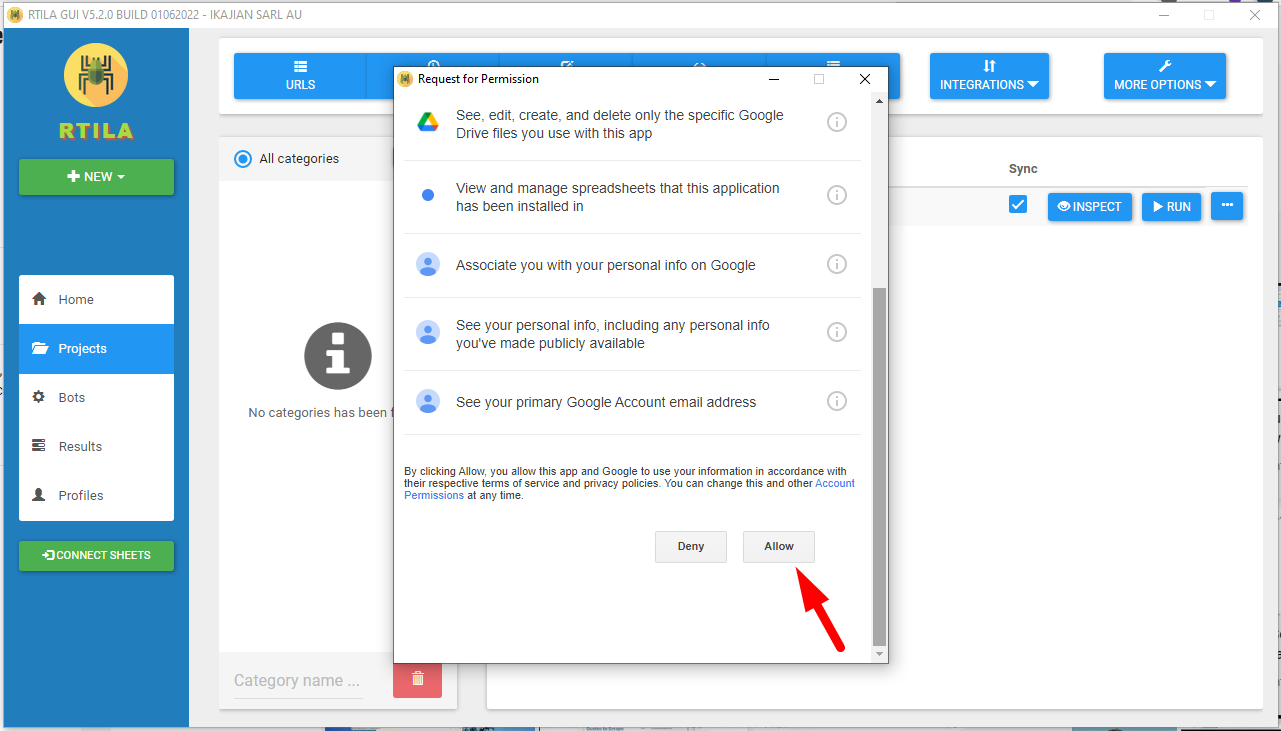 RTILA GUI V5.2.0 BUILD 01062022 - IKAJIAN SARL AU
RTILA
NEW
Home
Projects
Bots
Results
Profiles
CONNECT SHEETS
URLS
INTEGRATIONS
MORE OPTIONS
All categories
No categories has been f
Category name ...
Sync
INSPECT
RUN
Request for Permission
See, edit, create, and delete only the specific Google
Drive files you use with this app
View and manage spreadsheets that this application
has been installed in
Associate you with your personal info on Google
See your personal info, including any personal info
you've made publicly available
See your primary Google Account email address
By clicking Allow, you allow this app and Google to use your information in accordance with
their respective terms of service and privacy policies. You can change this and other Account
Permissions at any time.
Deny
Allow